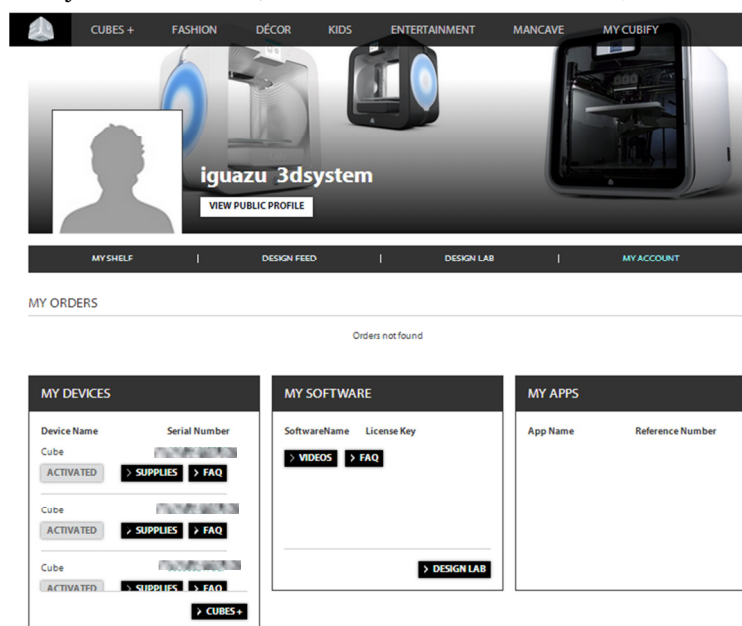 CUBES + FASHION DÉCOR KIDS ENTERTAINMENT MANCAVE MY CUBIFY
iguazu 3dsystem
VIEW PUBLIC PROFILE
MY SHELF | DESIGN FEED | DESIGN LAB | MY ACCOUNT
MY ORDERS
Orders not found
MY DEVICES
Device Name Serial Number
Cube
ACTIVATED > SUPPLIES > FAQ
Cube
ACTIVATED > SUPPLIES > FAQ
Cube
ACTIVATED > SUPPLIES > FAQ
> CUBES +
MY SOFTWARE
SoftwareName License Key
> VIDEOS > FAQ
> DESIGN LAB
MY APPS
App Name Reference Number